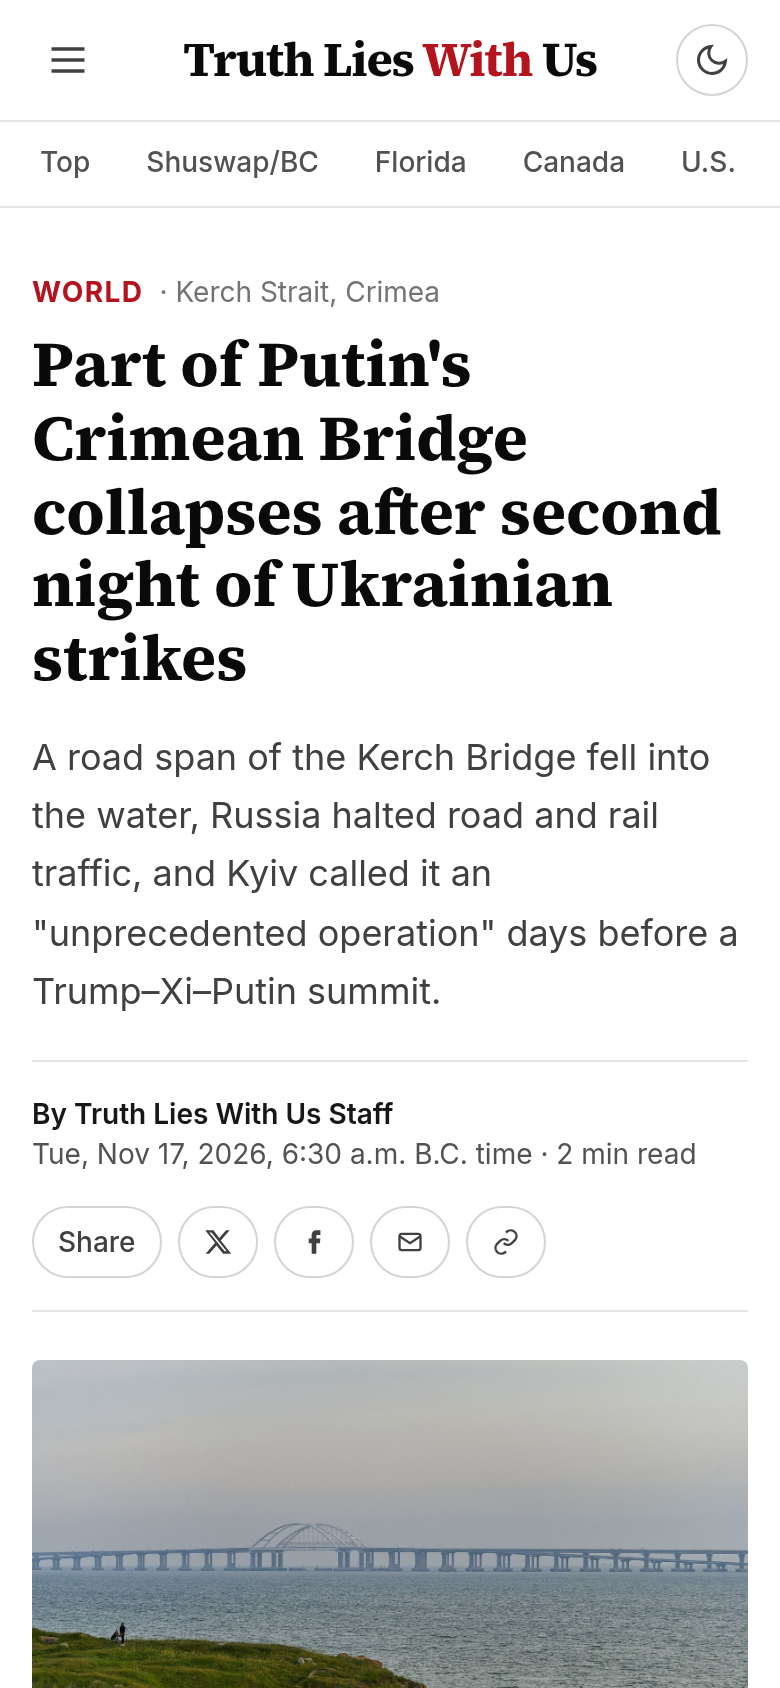 Truth Lies With Us
Top Shuswap/BC Florida Canada U.S.
WORLD · Kerch Strait, Crimea
Part of Putin's
Crimean Bridge
collapses after second
night of Ukrainian
strikes
A road span of the Kerch Bridge fell into
the water, Russia halted road and rail
traffic, and Kyiv called it an
"unprecedented operation" days before a
Trump–Xi–Putin summit.
By Truth Lies With Us Staff
Tue, Nov 17, 2026, 6:30 a.m. B.C. time · 2 min read
Share